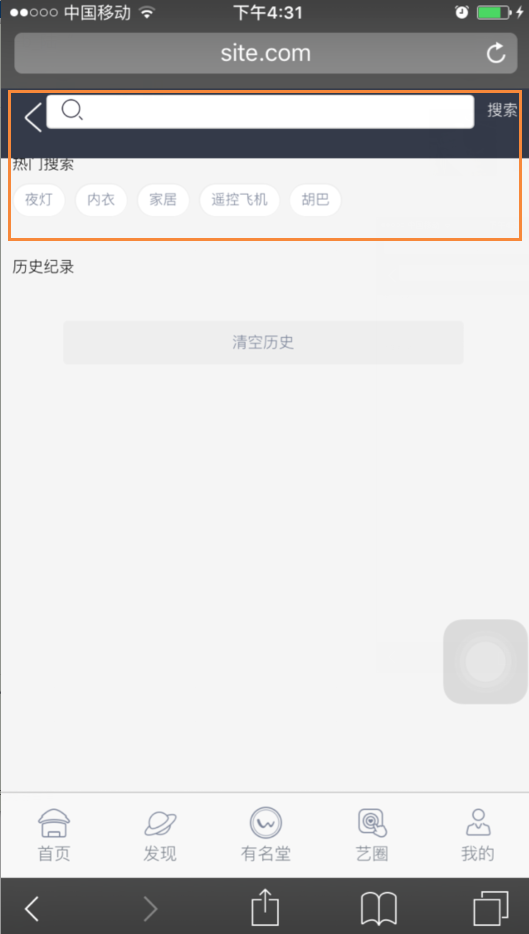 中国移动 下午4:31
site.com
搜索
热门搜索
夜灯 内衣 家居 遥控飞机 胡巴
历史纪录
清空历史
首页 发现 有名堂 艺圈 我的